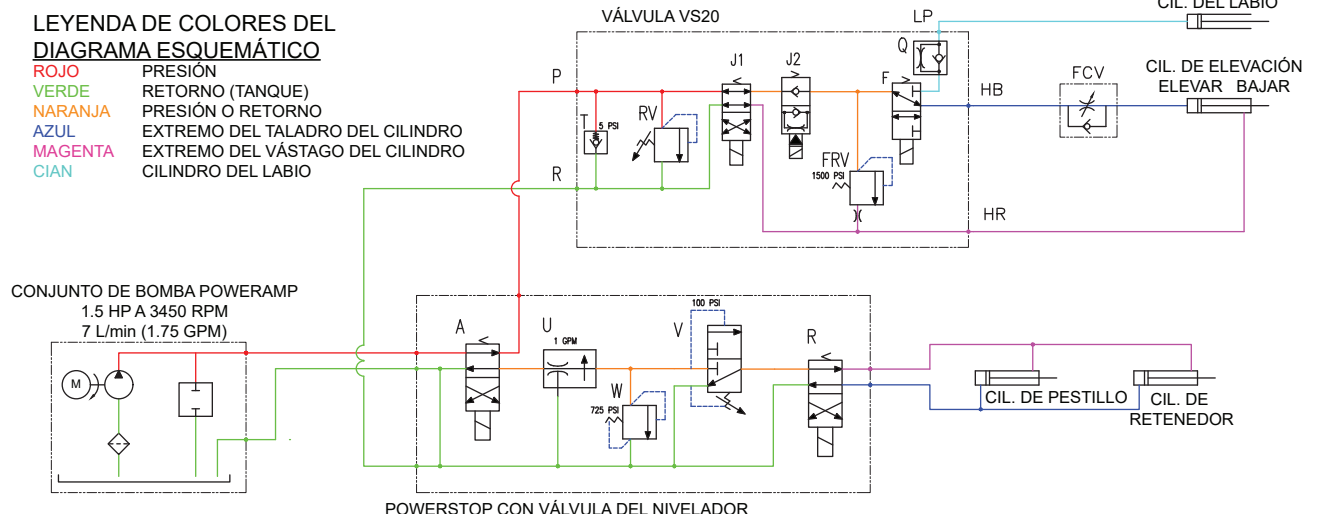 LEYENDA DE COLORES DEL
DIAGRAMA ESQUEMÁTICO
ROJO PRESIÓN
VERDE RETORNO (TANQUE)
NARANJA PRESIÓN O RETORNO
AZUL EXTREMO DEL TALADRO DEL CILINDRO
MAGENTA EXTREMO DEL VÁSTAGO DEL CILINDRO
CIAN CILINDRO DEL LABIO
VÁLVULA VS20
LP
CIL. DEL LABIO
P
T
5 PSI
RV
J1
J2
F
Q
HB
FCV
CIL. DE ELEVACIÓN
ELEVAR BAJAR
R
FRV
1500 PSI
HR
CONJUNTO DE BOMBA POWERAMP
1.5 HP A 3450 RPM
7 L/min (1.75 GPM)
M
A
U
1 GPM
W
725 PSI
100 PSI
V
R
CIL. DE PESTILLO
CIL. DE
RETENEDOR
POWERSTOP CON VÁLVULA DEL NIVELADOR